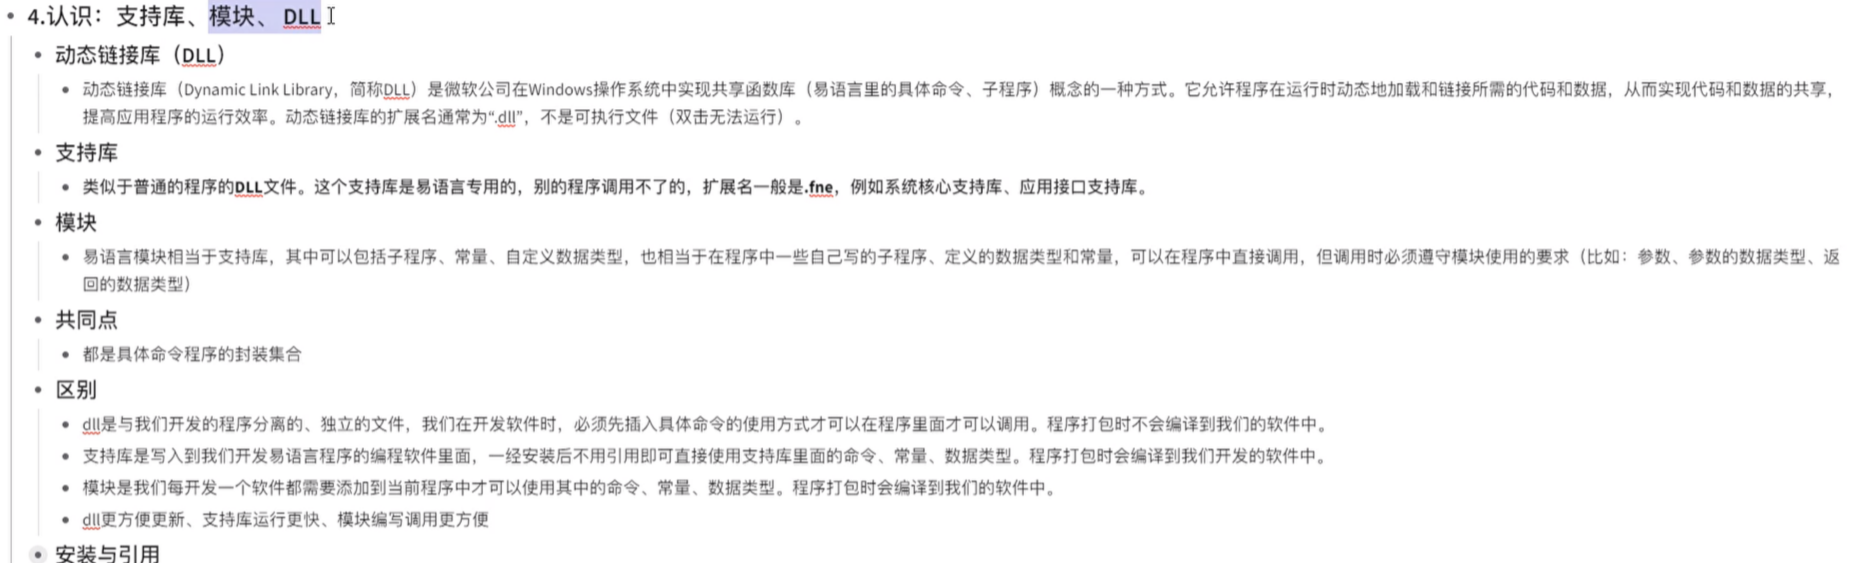 4.认识：支持库、模块、DLL
动态链接库（DLL）
动态链接库（Dynamic Link Library，简称DLL）是微软公司在Windows操作系统中实现共享函数库（易语言里的具体命令、子程序）概念的一种方式。它允许程序在运行时动态地加载和链接所需的代码和数据，从而实现代码和数据的共享，
提高应用程序的运行效率。动态链接库的扩展名通常为“.dll”，不是可执行文件（双击无法运行）。
支持库
类似于普通的程序的DLL文件。这个支持库是易语言专用的，别的程序调用不了的，扩展名一般是.fne，例如系统核心支持库、应用接口支持库。
模块
易语言模块相当于支持库，其中可以包括子程序、常量、自定义数据类型，也相当于在程序中一些自己写的子程序、定义的数据类型和常量，可以在程序中直接调用，但调用时必须遵守模块使用的要求（比如：参数、参数的数据类型、返
回的数据类型）
共同点
都是具体命令程序的封装集合
区别
dll是与我们开发的程序分离的、独立的文件，我们在开发软件时，必须先插入具体命令的使用方式才可以在程序里面才可以调用。程序打包时不会编译到我们的软件中。
支持库是写入到我们开发易语言程序的编程软件里面，一经安装后不用引用即可直接使用支持库里面的命令、常量、数据类型。程序打包时会编译到我们开发的软件中。
模块是我们每开发一个软件都需要添加到当前程序中才可以使用其中的命令、常量、数据类型。程序打包时会编译到我们的软件中。
dll更方便更新、支持库运行更快、模块编写调用更方便
安装与引用